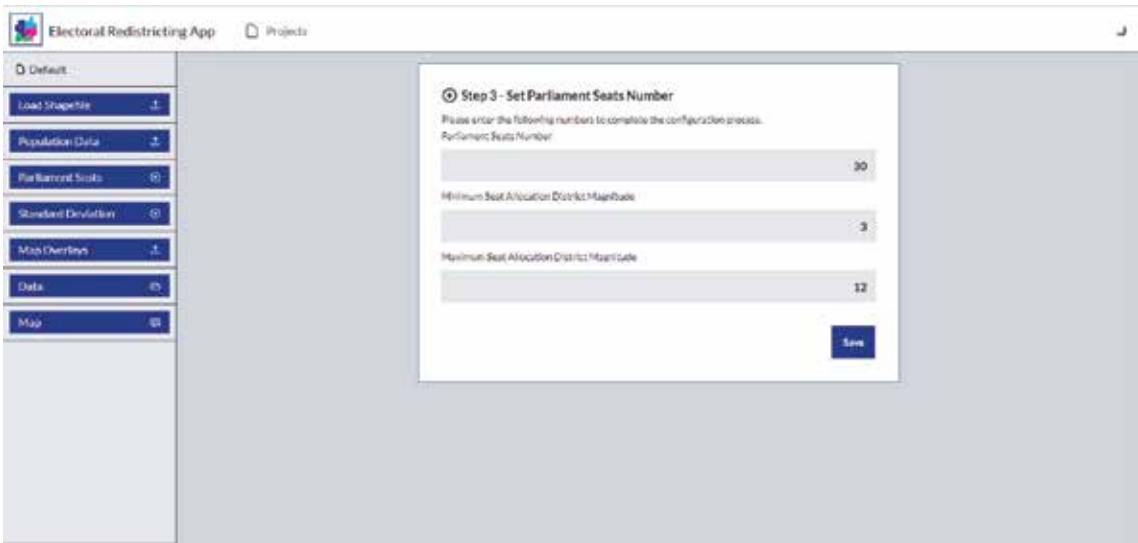 Electoral Redistricting App
Projects
Default
Load Shapefile
Population Data
Parliament Seats
Standard Deviation
Map Overlays
Data
Map
Step 3 - Set Parliament Seats Number
Please enter the following numbers to complete the configuration process.
Parliament Seats Number
30
Minimum Seat Allocation District Magnitude
3
Maximum Seat Allocation District Magnitude
12
Save